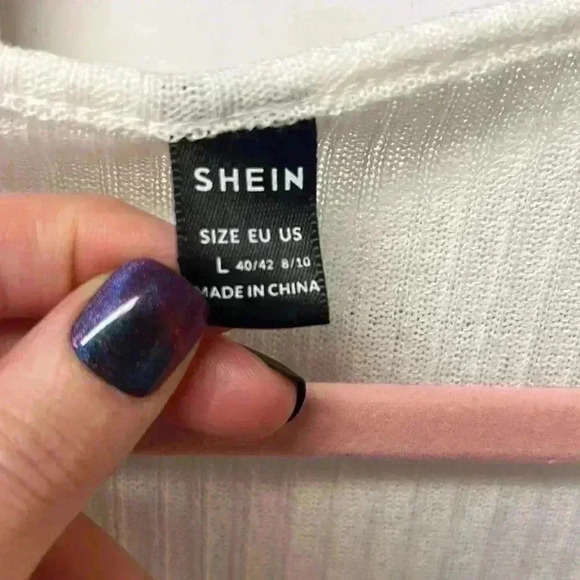 SHEIN
SIZE EU US
L 40/42 8/10
MADE IN CHINA